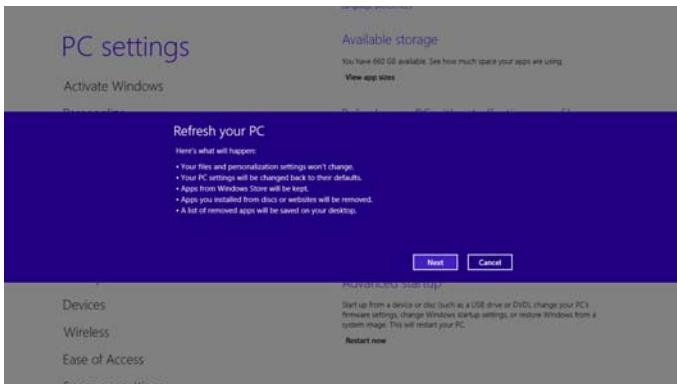 PC settings
Activate Windows
Available storage
You have 660 GB available. See how much space your apps are using.
View app sizes
Refresh your PC
Here's what will happen:
• Your files and personalization settings won't change.
• Your PC settings will be changed back to their defaults.
• Apps from Windows Store will be kept.
• Apps you installed from discs or websites will be removed.
• A list of removed apps will be saved on your desktop.
Next
Cancel
Devices
Wireless
Ease of Access
Advanced startup
Start up from a device or disc (such as a USB drive or DVD), change your PC's
firmware settings, change Windows startup settings, or restore Windows from a
system image. This will restart your PC.
Restart now